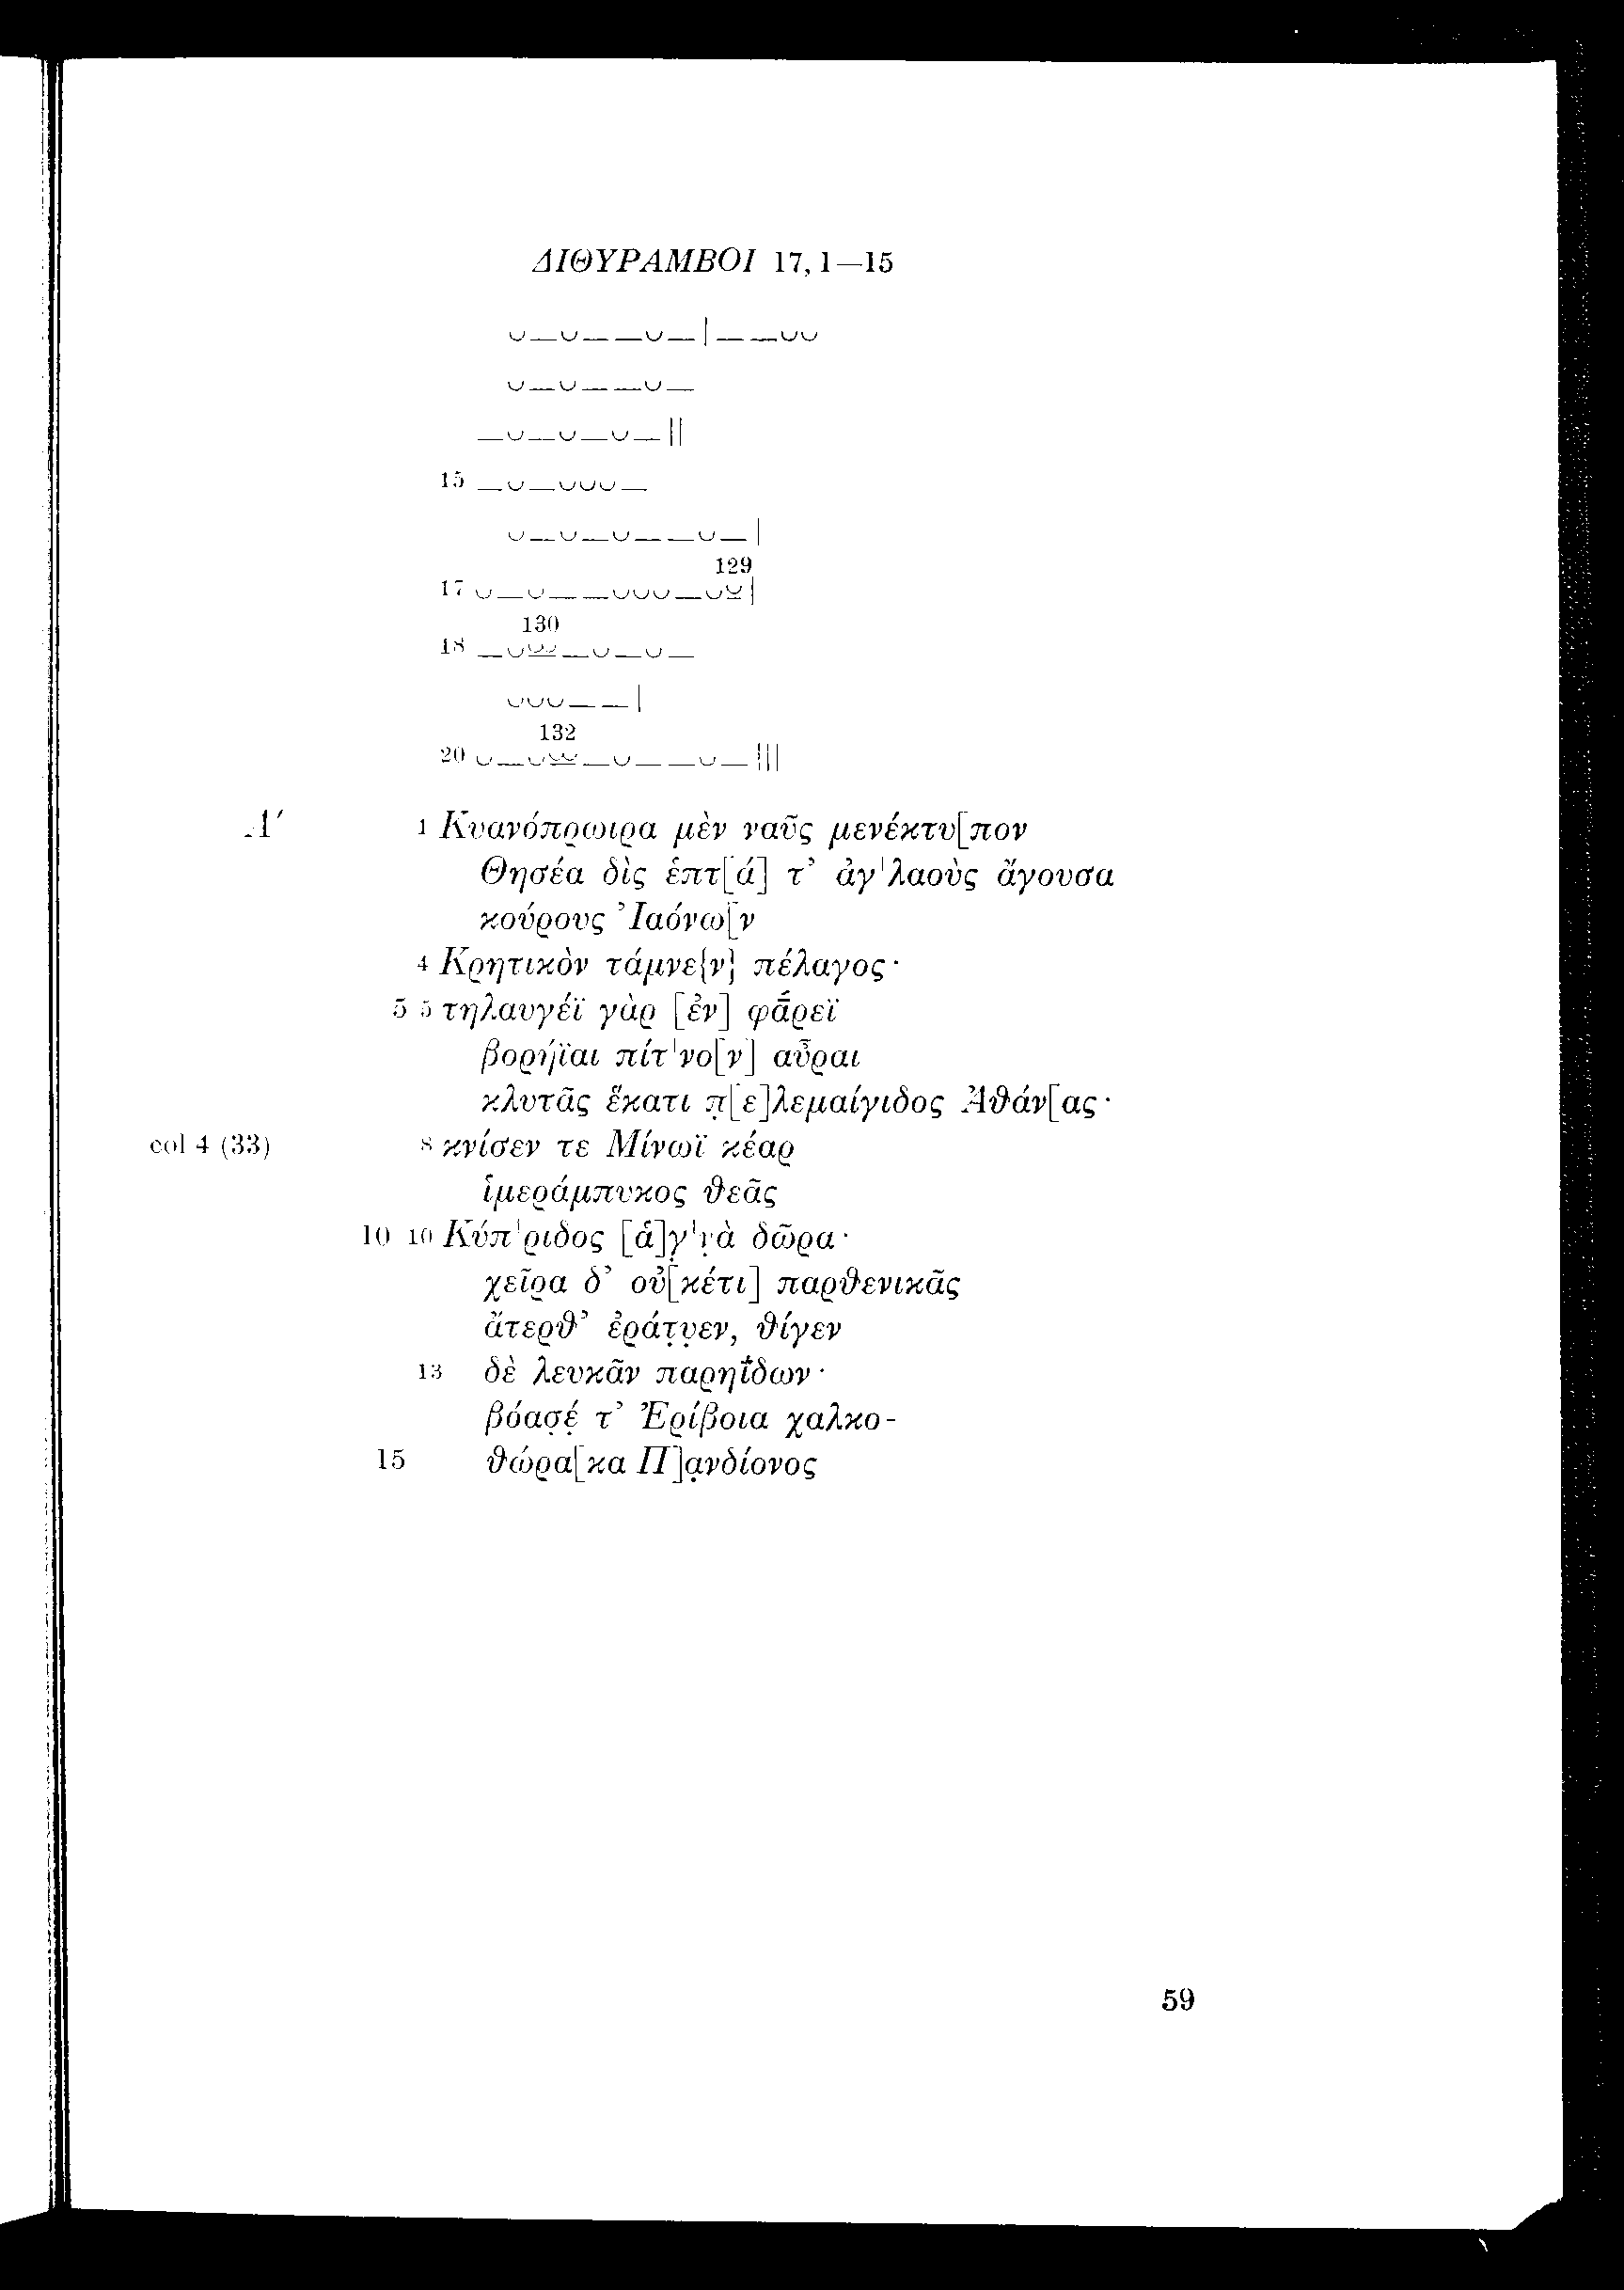 ΔΙΘΥΡΑΜΒΟΙ 17, 1—15
⏑—⏑— —⏑—|— —⏑⏑
⏑—⏑— —⏑—
—⏑—⏑—⏑—||
15 —⏑—⏑⏑⏑—
⏑—⏑—⏑— —⏑—|
129
17 ⏑—⏑— —⏑⏑⏑—⏑⏓|
130
18 —⏑⏕—⏑—⏑—
⏑⏑⏑— —|
132
20 ⏑—⏑⏕—⏑— —⏑—|||
Α′ 1 Κυανόπρωιρα μὲν ναῦς μενέκτυ[πον
Θησέα δὶς ἑπτ[ά] τ’ ἀγ'λαοὺς ἄγουσα
κούρους Ἰαόνω[ν
4 Κρητικὸν τάμνε{ν} πέλαγος·
5 5 τηλαυγέϊ γὰρ [ἐν] φᾱ́ρεϊ
βορήϊαι πίτ'νο[ν] αὖραι
κλυτᾶς ἕκατι π̣[ε]λεμαίγιδος Ἀθάν[ας·
col 4 (33) 8 κνίσεν τε Μίνωϊ κέαρ
ἱμεράμπυκος θεᾶς
10 10 Κύπ'ριδος [ἁ]γ̣'ν̣ὰ δῶρα·
χεῖρα δ’ οὐ[κέτι] παρθενικᾶς
ἄτερθ’ ἐράτ̣υ̣εν, θίγεν
13 δὲ λευκᾶν παρηΐδων·
βόασ̣έ̣ τ’ Ἐρίβοια χαλκο-
15 θώρα[κα Π]α̣νδίονος
59